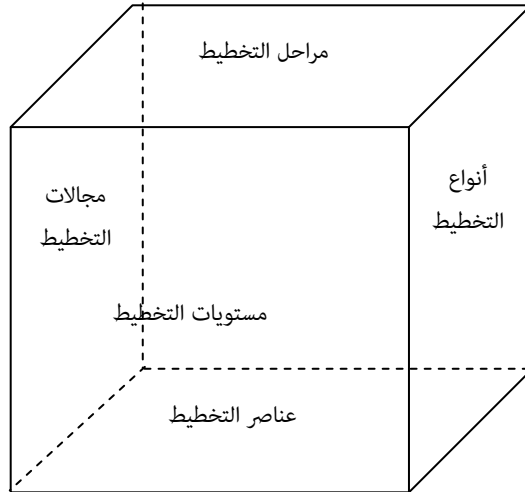 مراحل التخطيط
أنواع
التخطيط
مجالات
التخطيط
مستويات التخطيط
عناصر التخطيط